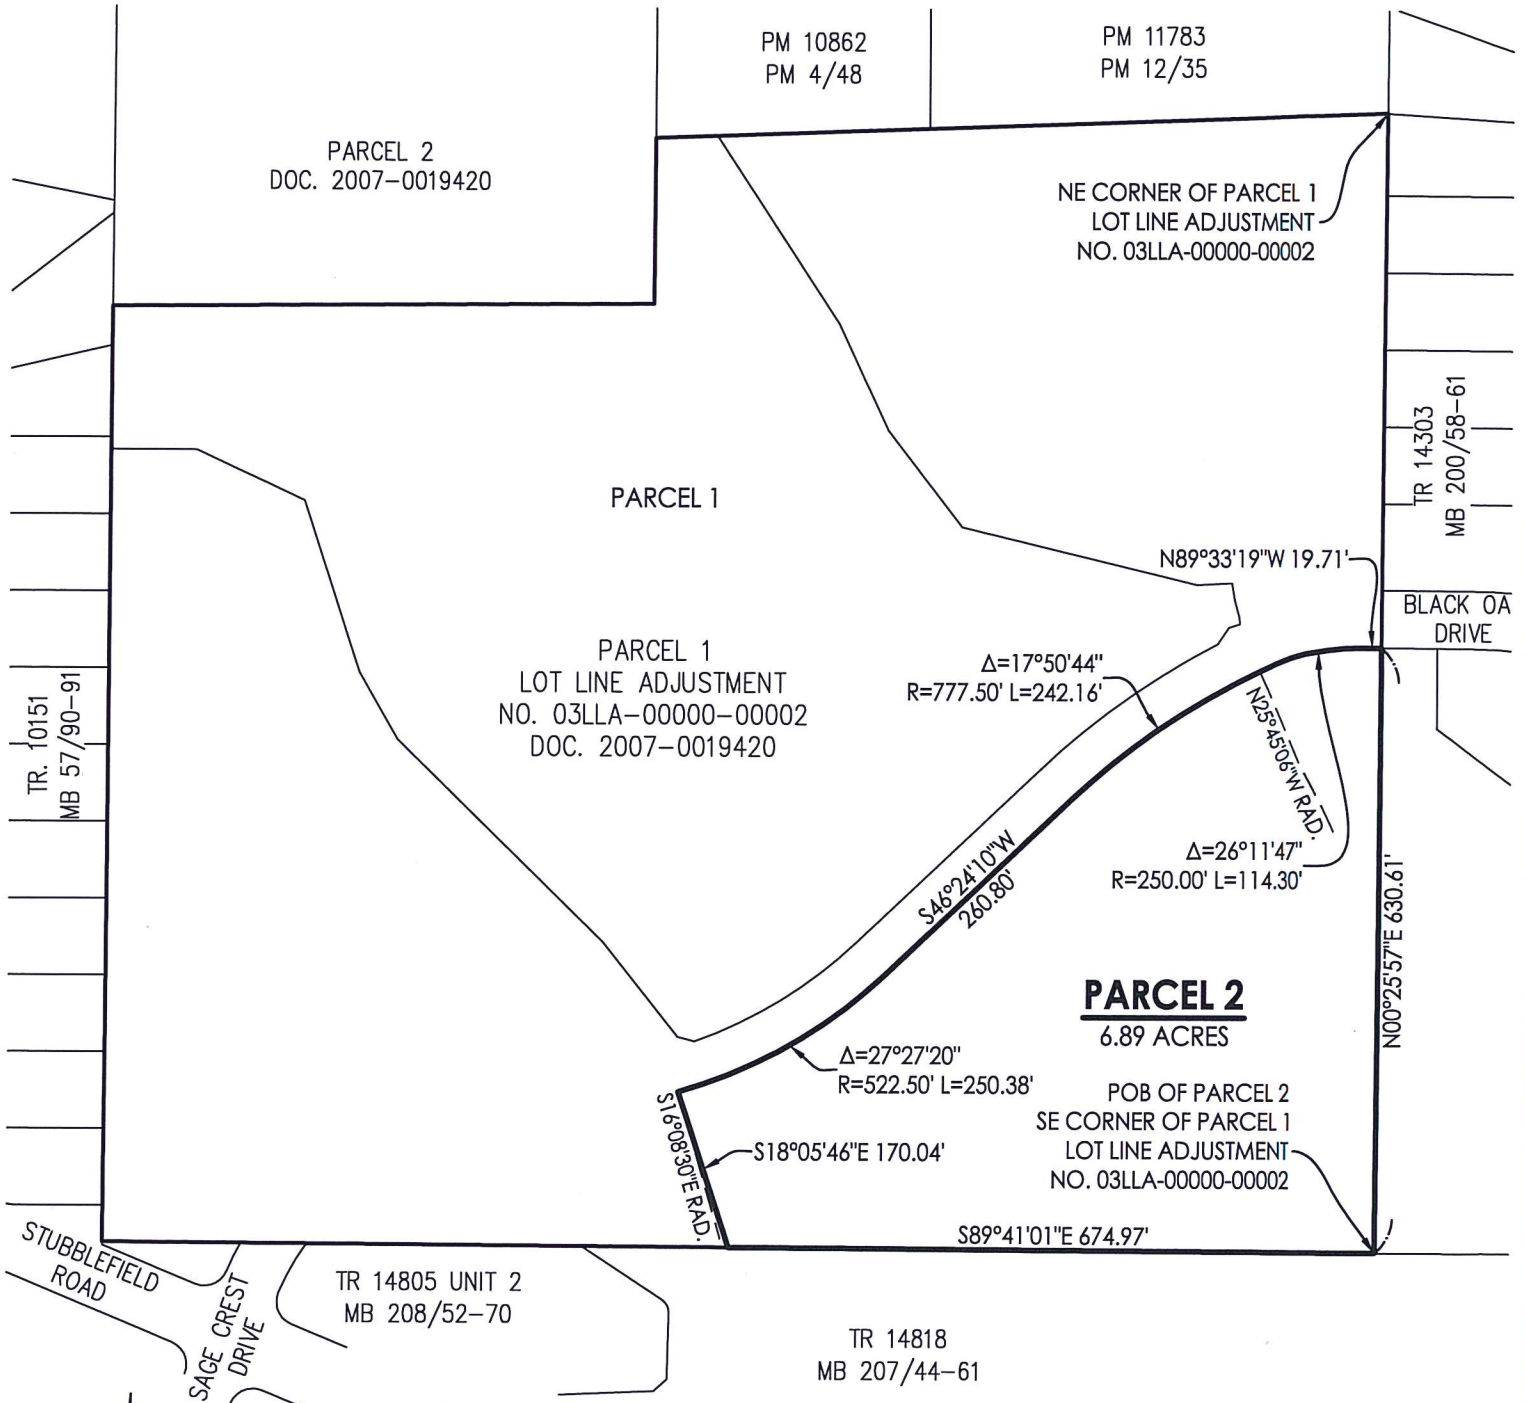 PM 10862
PM 4/48
PM 11783
PM 12/35
PARCEL 2
DOC. 2007-0019420
NE CORNER OF PARCEL 1
LOT LINE ADJUSTMENT
NO. 03LLA-00000-00002
TR 14303
MB 200/58-61
PARCEL 1
N89°33'19"W 19.71'
BLACK OA
DRIVE
PARCEL 1
LOT LINE ADJUSTMENT
NO. 03LLA-00000-00002
DOC. 2007-0019420
Δ=17°50'44"
R=777.50' L=242.16'
N25°45'06"W RAD.
TR. 10151
MB 57/90-91
Δ=26°11'47"
R=250.00' L=114.30'
S46°24'10"W
260.80'
N00°25'57"E 630.61'
PARCEL 2
6.89 ACRES
Δ=27°27'20"
R=522.50' L=250.38'
POB OF PARCEL 2
SE CORNER OF PARCEL 1
LOT LINE ADJUSTMENT
NO. 03LLA-00000-00002
S16°08'30"E RAD.
S18°05'46"E 170.04'
S89°41'01"E 674.97'
STUBBLEFIELD
ROAD
SAGE CREST
DRIVE
TR 14805 UNIT 2
MB 208/52-70
TR 14818
MB 207/44-61